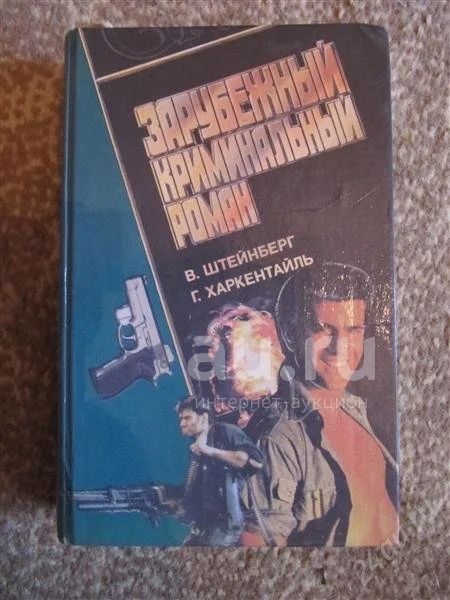 ЗАРУБЕЖНЫЙ
КРИМИНАЛЬНЫЙ
РОМАН
В. ШТЕЙНБЕРГ
Г. ХАРКЕНТАЙЛЬ
au.ru
интернет-аукцион